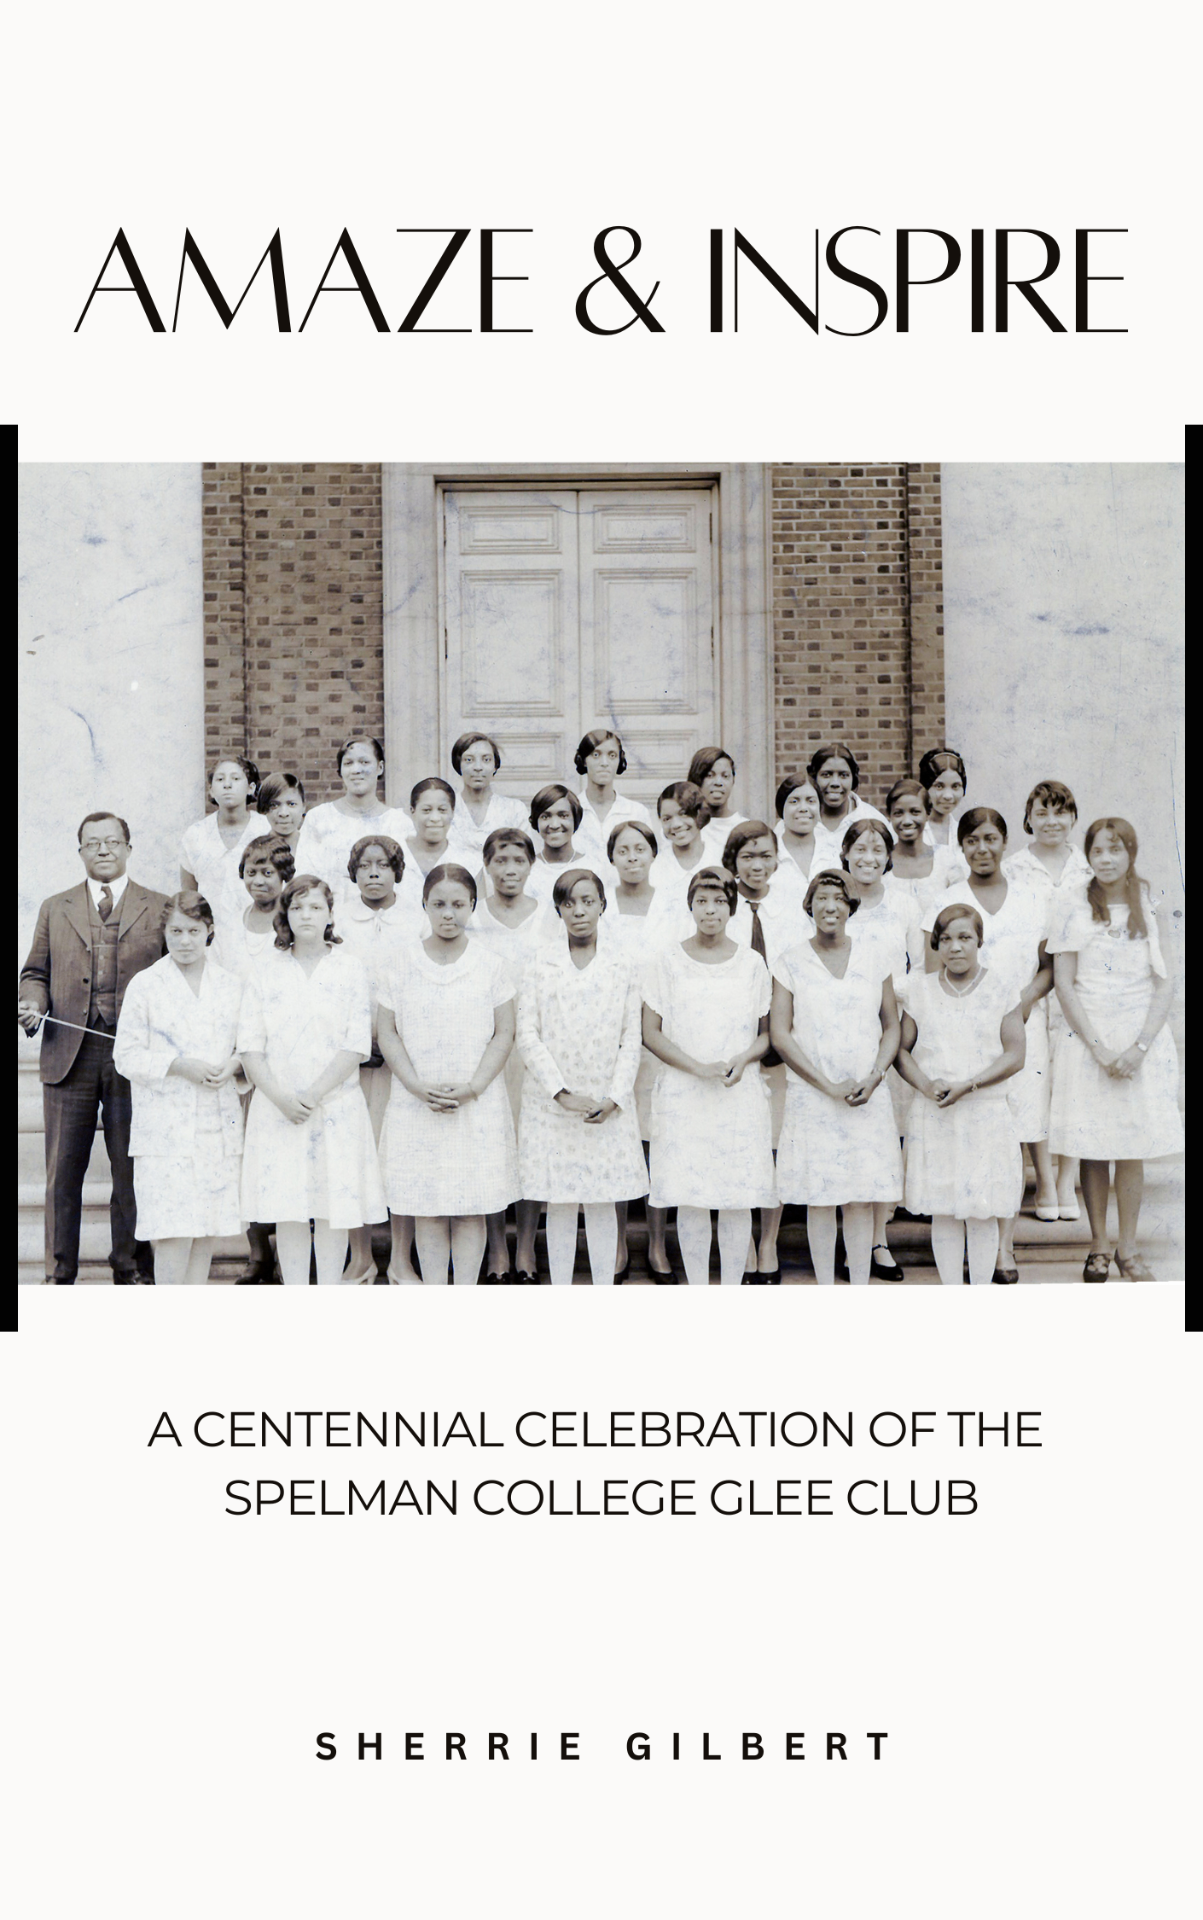 AMAZE & INSPIRE
A CENTENNIAL CELEBRATION OF THE
SPELMAN COLLEGE GLEE CLUB
SHERRIE GILBERT